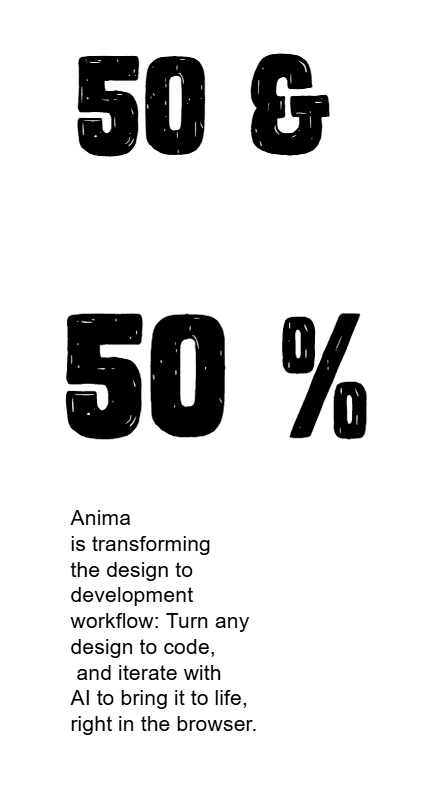 50 &
50 %
Anima
is transforming
the design to
development
workflow: Turn any
design to code,
and iterate with
AI to bring it to life,
right in the browser.